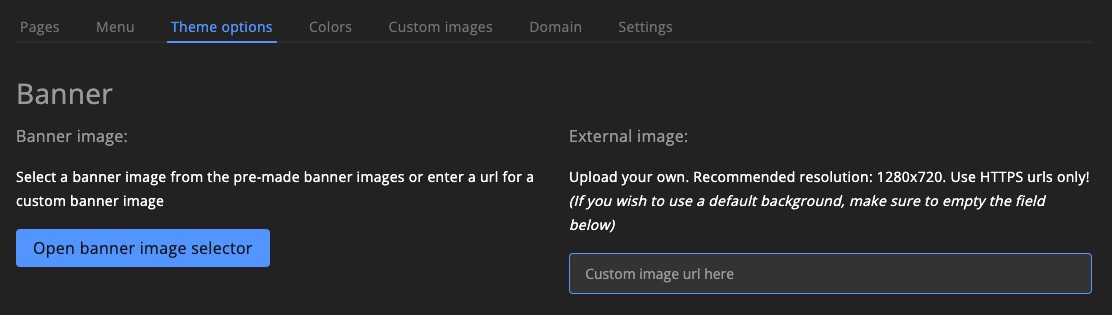 Pages Menu Theme options Colors Custom images Domain Settings
Banner
Banner image:
Select a banner image from the pre-made banner images or enter a url for a
custom banner image
Open banner image selector
External image:
Upload your own. Recommended resolution: 1280x720. Use HTTPS urls only!
(If you wish to use a default background, make sure to empty the field
below)
Custom image url here